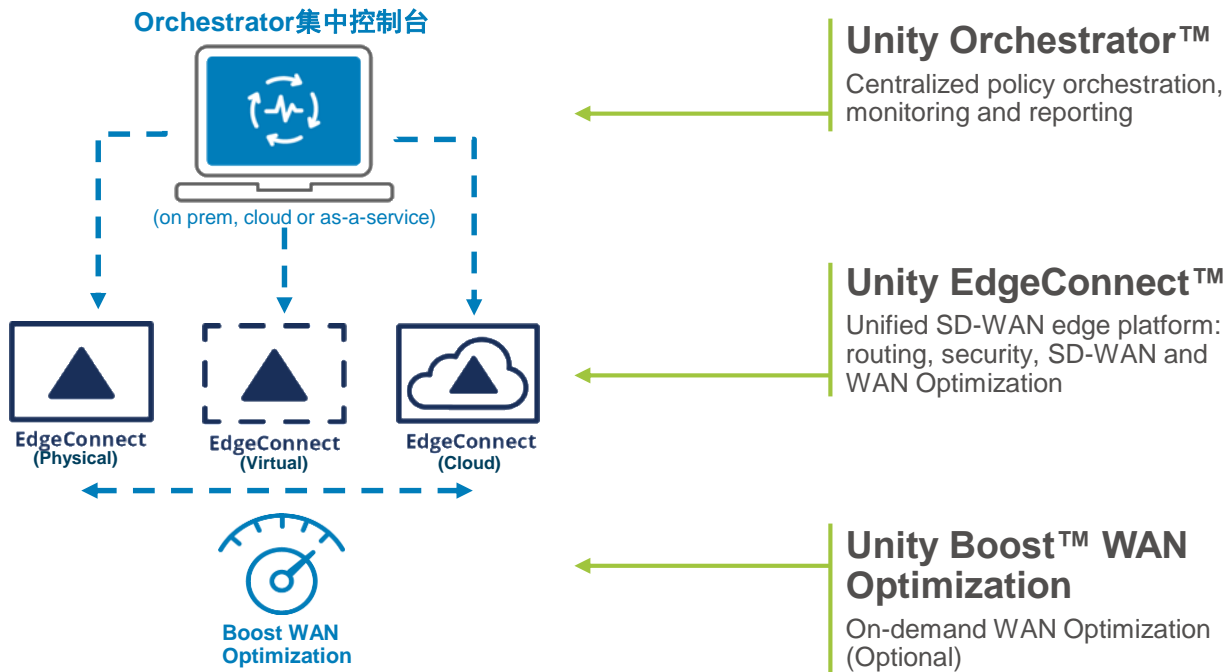 Orchestrator集中控制台
(on prem, cloud or as-a-service)
EdgeConnect
(Physical)
EdgeConnect
(Virtual)
EdgeConnect
(Cloud)
Boost WAN
Optimization
Unity Orchestrator™
Centralized policy orchestration,
monitoring and reporting
Unity EdgeConnect™
Unified SD-WAN edge platform:
routing, security, SD-WAN and
WAN Optimization
Unity Boost™ WAN
Optimization
On-demand WAN Optimization
(Optional)